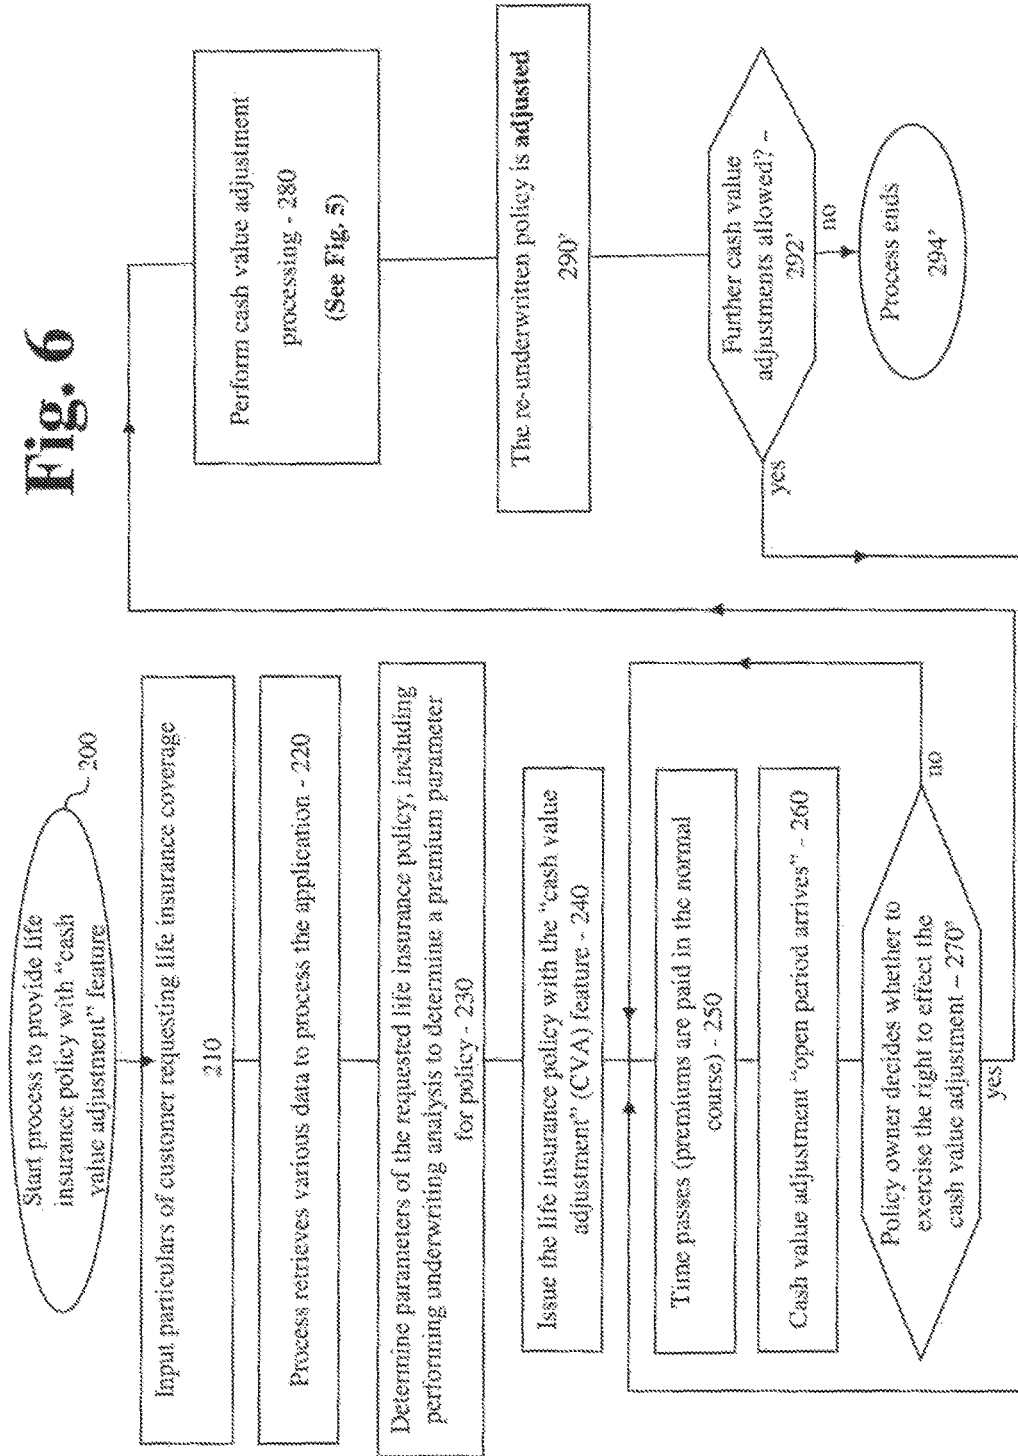 Fig. 6
Start process to provide life
insurance policy with "cash
value adjustment" feature
200
Input particulars of customer requesting life insurance coverage
210
Process retrieves various data to process the application - 220
Determine parameters of the requested life insurance policy, including
performing underwriting analysis to determine a premium parameter
for policy - 230
Issue the life insurance policy with the "cash value
adjustment" (CVA) feature - 240
Time passes (premiums are paid in the normal
course) - 250
Cash value adjustment "open period arrives" - 260
Policy owner decides whether to
exercise the right to effect the
cash value adjustment – 270'
no
yes
Perform cash value adjustment
processing - 280
(See Fig. 5)
The re-underwritten policy is adjusted
290'
Further cash value
adjustments allowed? –
292'
yes
no
Process ends
294'